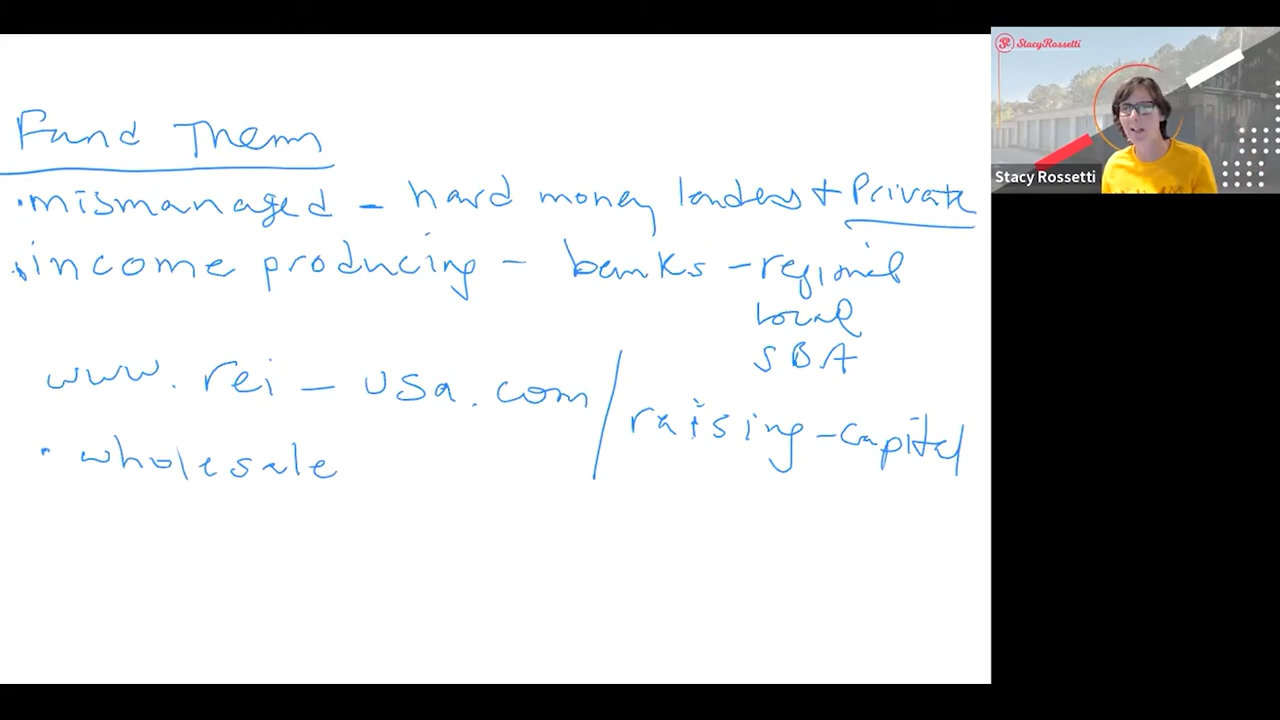 Fund Them
• mismanaged - hard money lenders + Private
• income producing - banks - regional
local
SBA
www.rei-usa.com/raising-capital
• wholesale
SR StacyRossetti
Stacy Rossetti